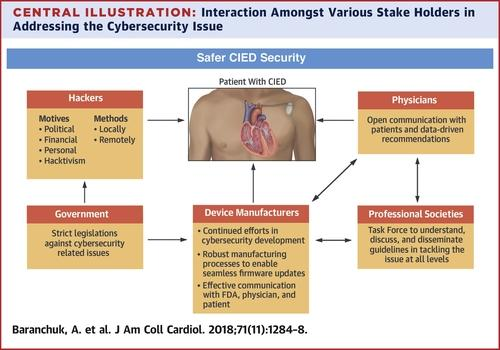 CENTRAL ILLUSTRATION: Interaction Amongst Various Stake Holders in
Addressing the Cybersecurity Issue
Safer CIED Security
Patient With CIED
Hackers
Motives
• Political
• Financial
• Personal
• Hacktivism
Methods
• Locally
• Remotely
Physicians
Open communication with
patients and data-driven
recommendations
Government
Strict legislations
against cybersecurity
related issues
Device Manufacturers
• Continued efforts in
cybersecurity development
• Robust manufacturing
processes to enable
seamless firmware updates
• Effective communication
with FDA, physician, and
patient
Professional Societies
Task Force to understand,
discuss, and disseminate
guidelines in tackling the
issue at all levels
Baranchuk, A. et al. J Am Coll Cardiol. 2018;71(11):1284–8.